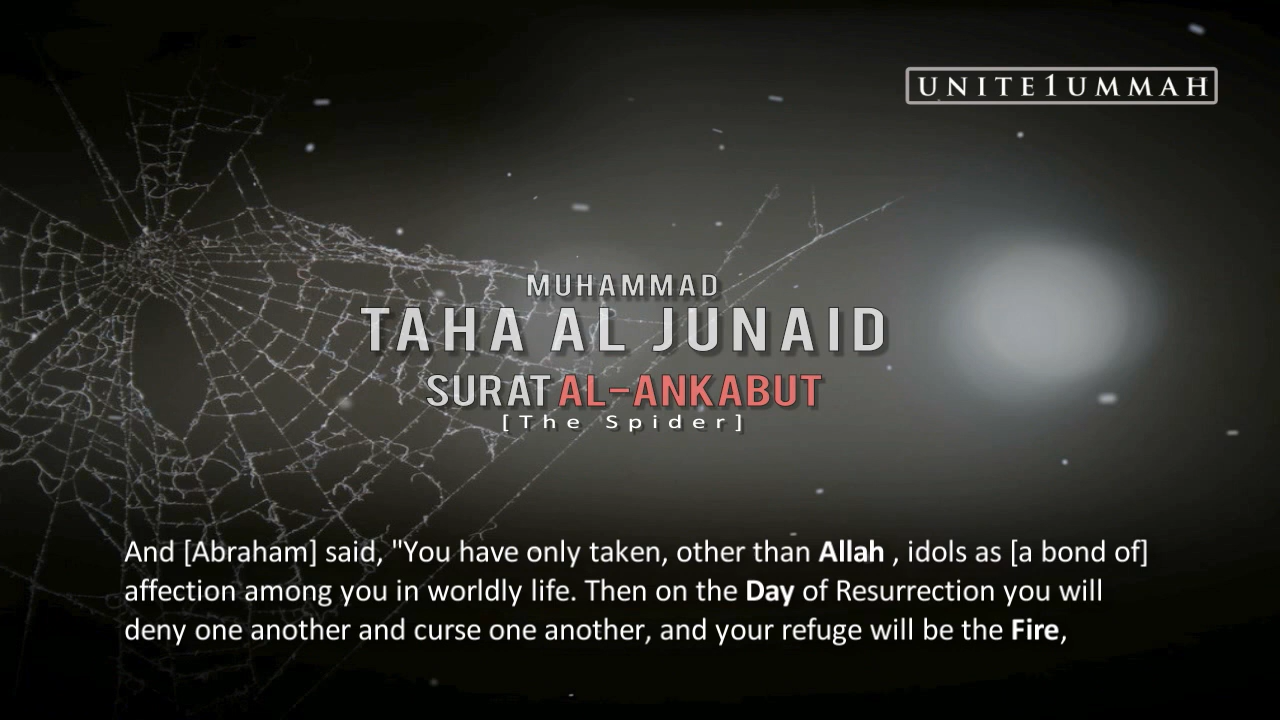 UNITE1UMMAH
MUHAMMAD
TAHA AL JUNAID
SURAT AL-ANKABUT
[The Spider]
And [Abraham] said, "You have only taken, other than Allah , idols as [a bond of]
affection among you in worldly life. Then on the Day of Resurrection you will
deny one another and curse one another, and your refuge will be the Fire,